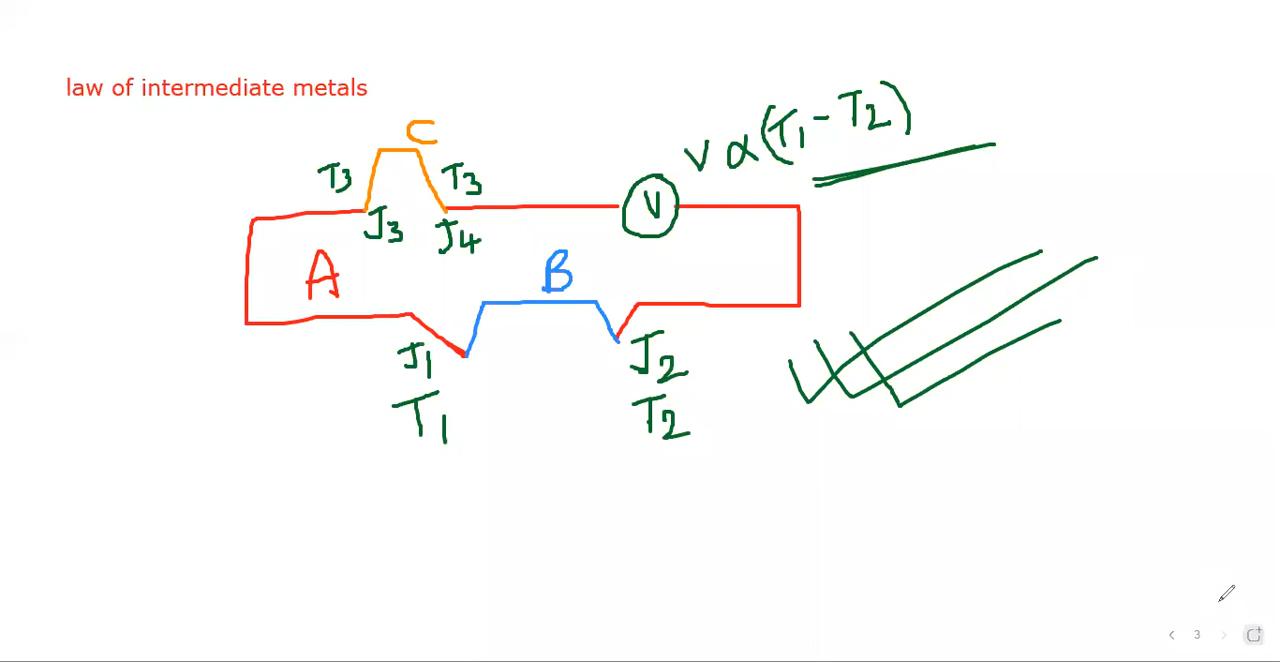 law of intermediate metals
C
V ∝ (T1 - T2)
T3 T3
V
J3 J4
A B
J1 J2
T1 T2
3